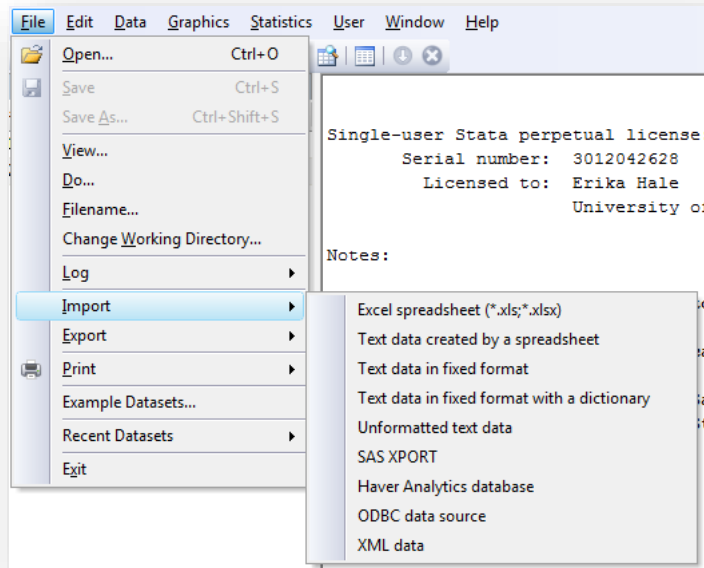 File Edit Data Graphics Statistics User Window Help
Open... Ctrl+O
Save Ctrl+S
Save As... Ctrl+Shift+S
View...
Do...
Filename...
Change Working Directory...
Log
Import
Export
Print
Example Datasets...
Recent Datasets
Exit
Excel spreadsheet (*.xls;*.xlsx)
Text data created by a spreadsheet
Text data in fixed format
Text data in fixed format with a dictionary
Unformatted text data
SAS XPORT
Haver Analytics database
ODBC data source
XML data
Single-user Stata perpetual license
Serial number: 3012042628
Licensed to: Erika Hale
University
Notes: